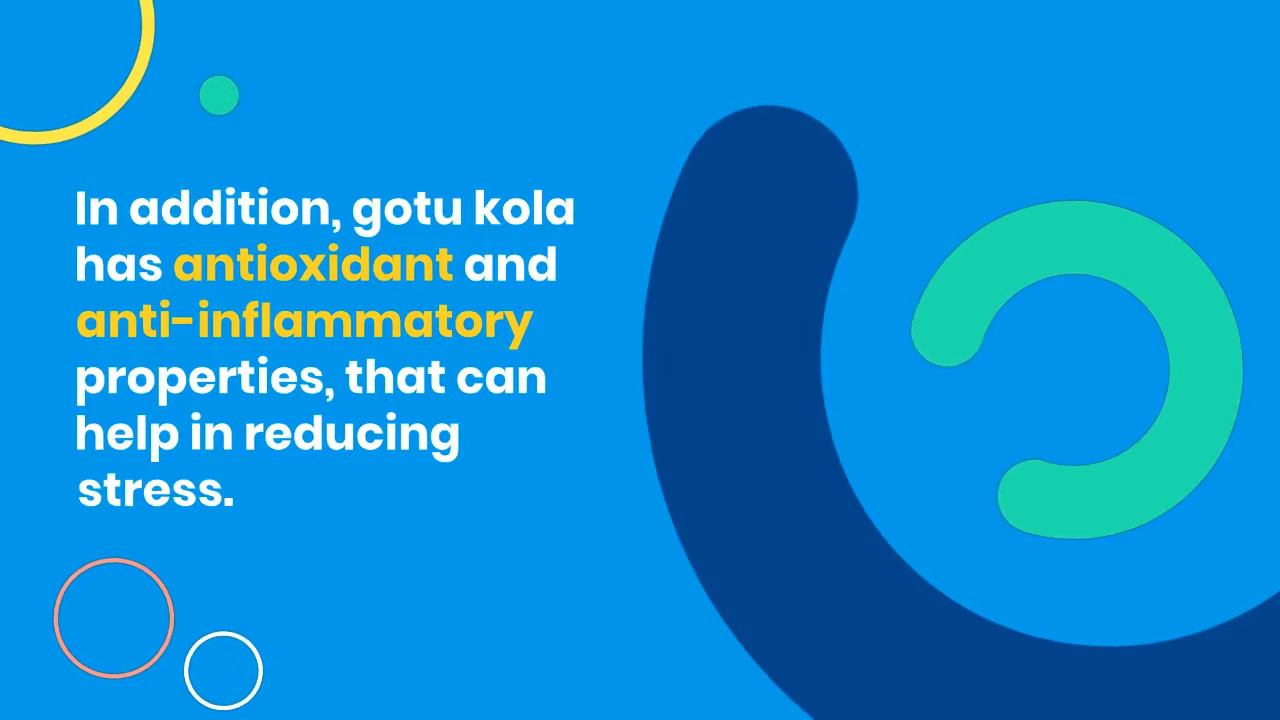 In addition, gotu kola
has antioxidant and
anti-inflammatory
properties, that can
help in reducing
stress.